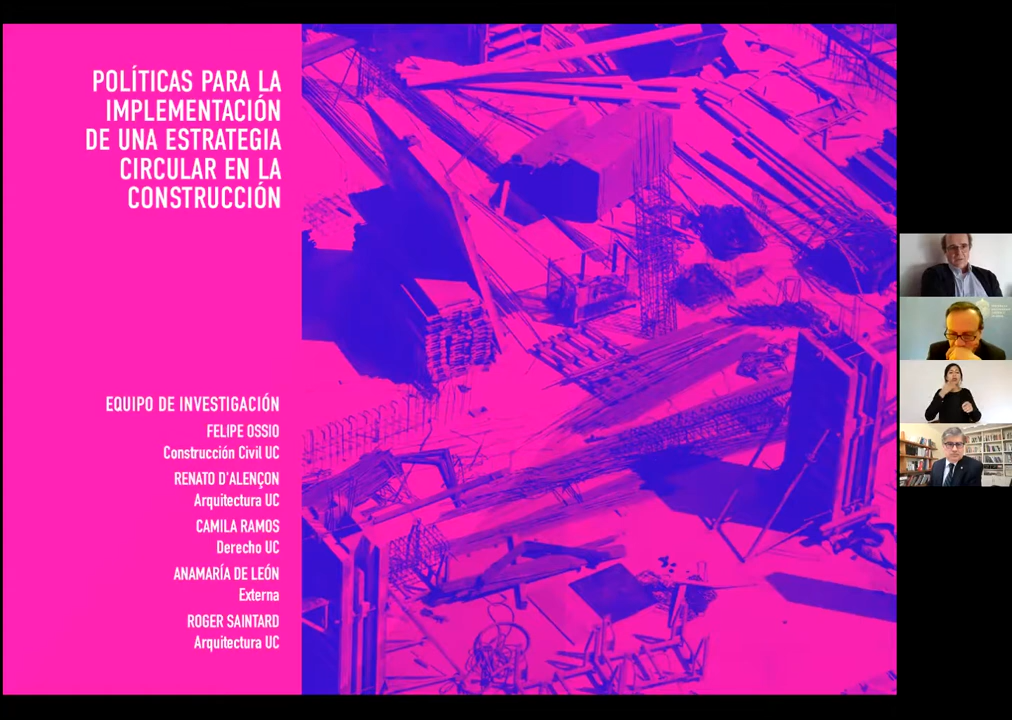 POLÍTICAS PARA LA
IMPLEMENTACIÓN
DE UNA ESTRATEGIA
CIRCULAR EN LA
CONSTRUCCIÓN
EQUIPO DE INVESTIGACIÓN
FELIPE OSSIO
Construcción Civil UC
RENATO D'ALENÇON
Arquitectura UC
CAMILA RAMOS
Derecho UC
ANAMARÍA DE LEÓN
Externa
ROGER SAINTARD
Arquitectura UC